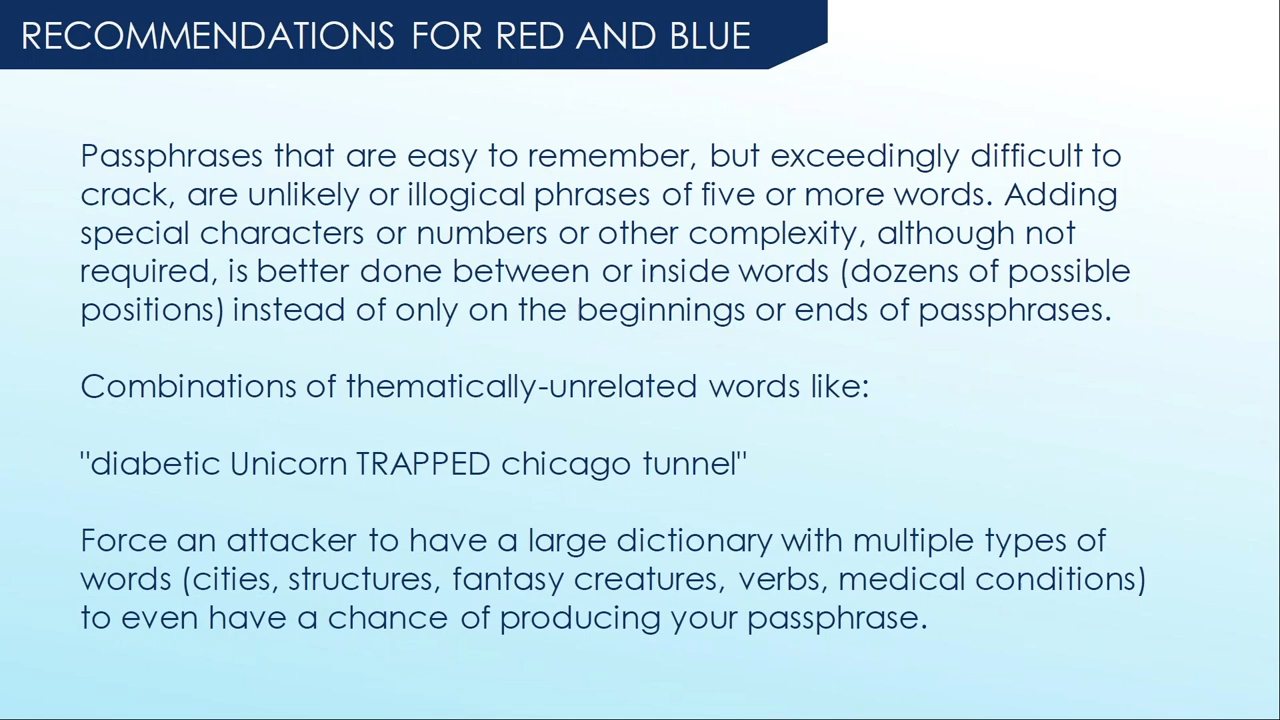 RECOMMENDATIONS FOR RED AND BLUE
Passphrases that are easy to remember, but exceedingly difficult to
crack, are unlikely or illogical phrases of five or more words. Adding
special characters or numbers or other complexity, although not
required, is better done between or inside words (dozens of possible
positions) instead of only on the beginnings or ends of passphrases.
Combinations of thematically-unrelated words like:
"diabetic Unicorn TRAPPED chicago tunnel"
Force an attacker to have a large dictionary with multiple types of
words (cities, structures, fantasy creatures, verbs, medical conditions)
to even have a chance of producing your passphrase.